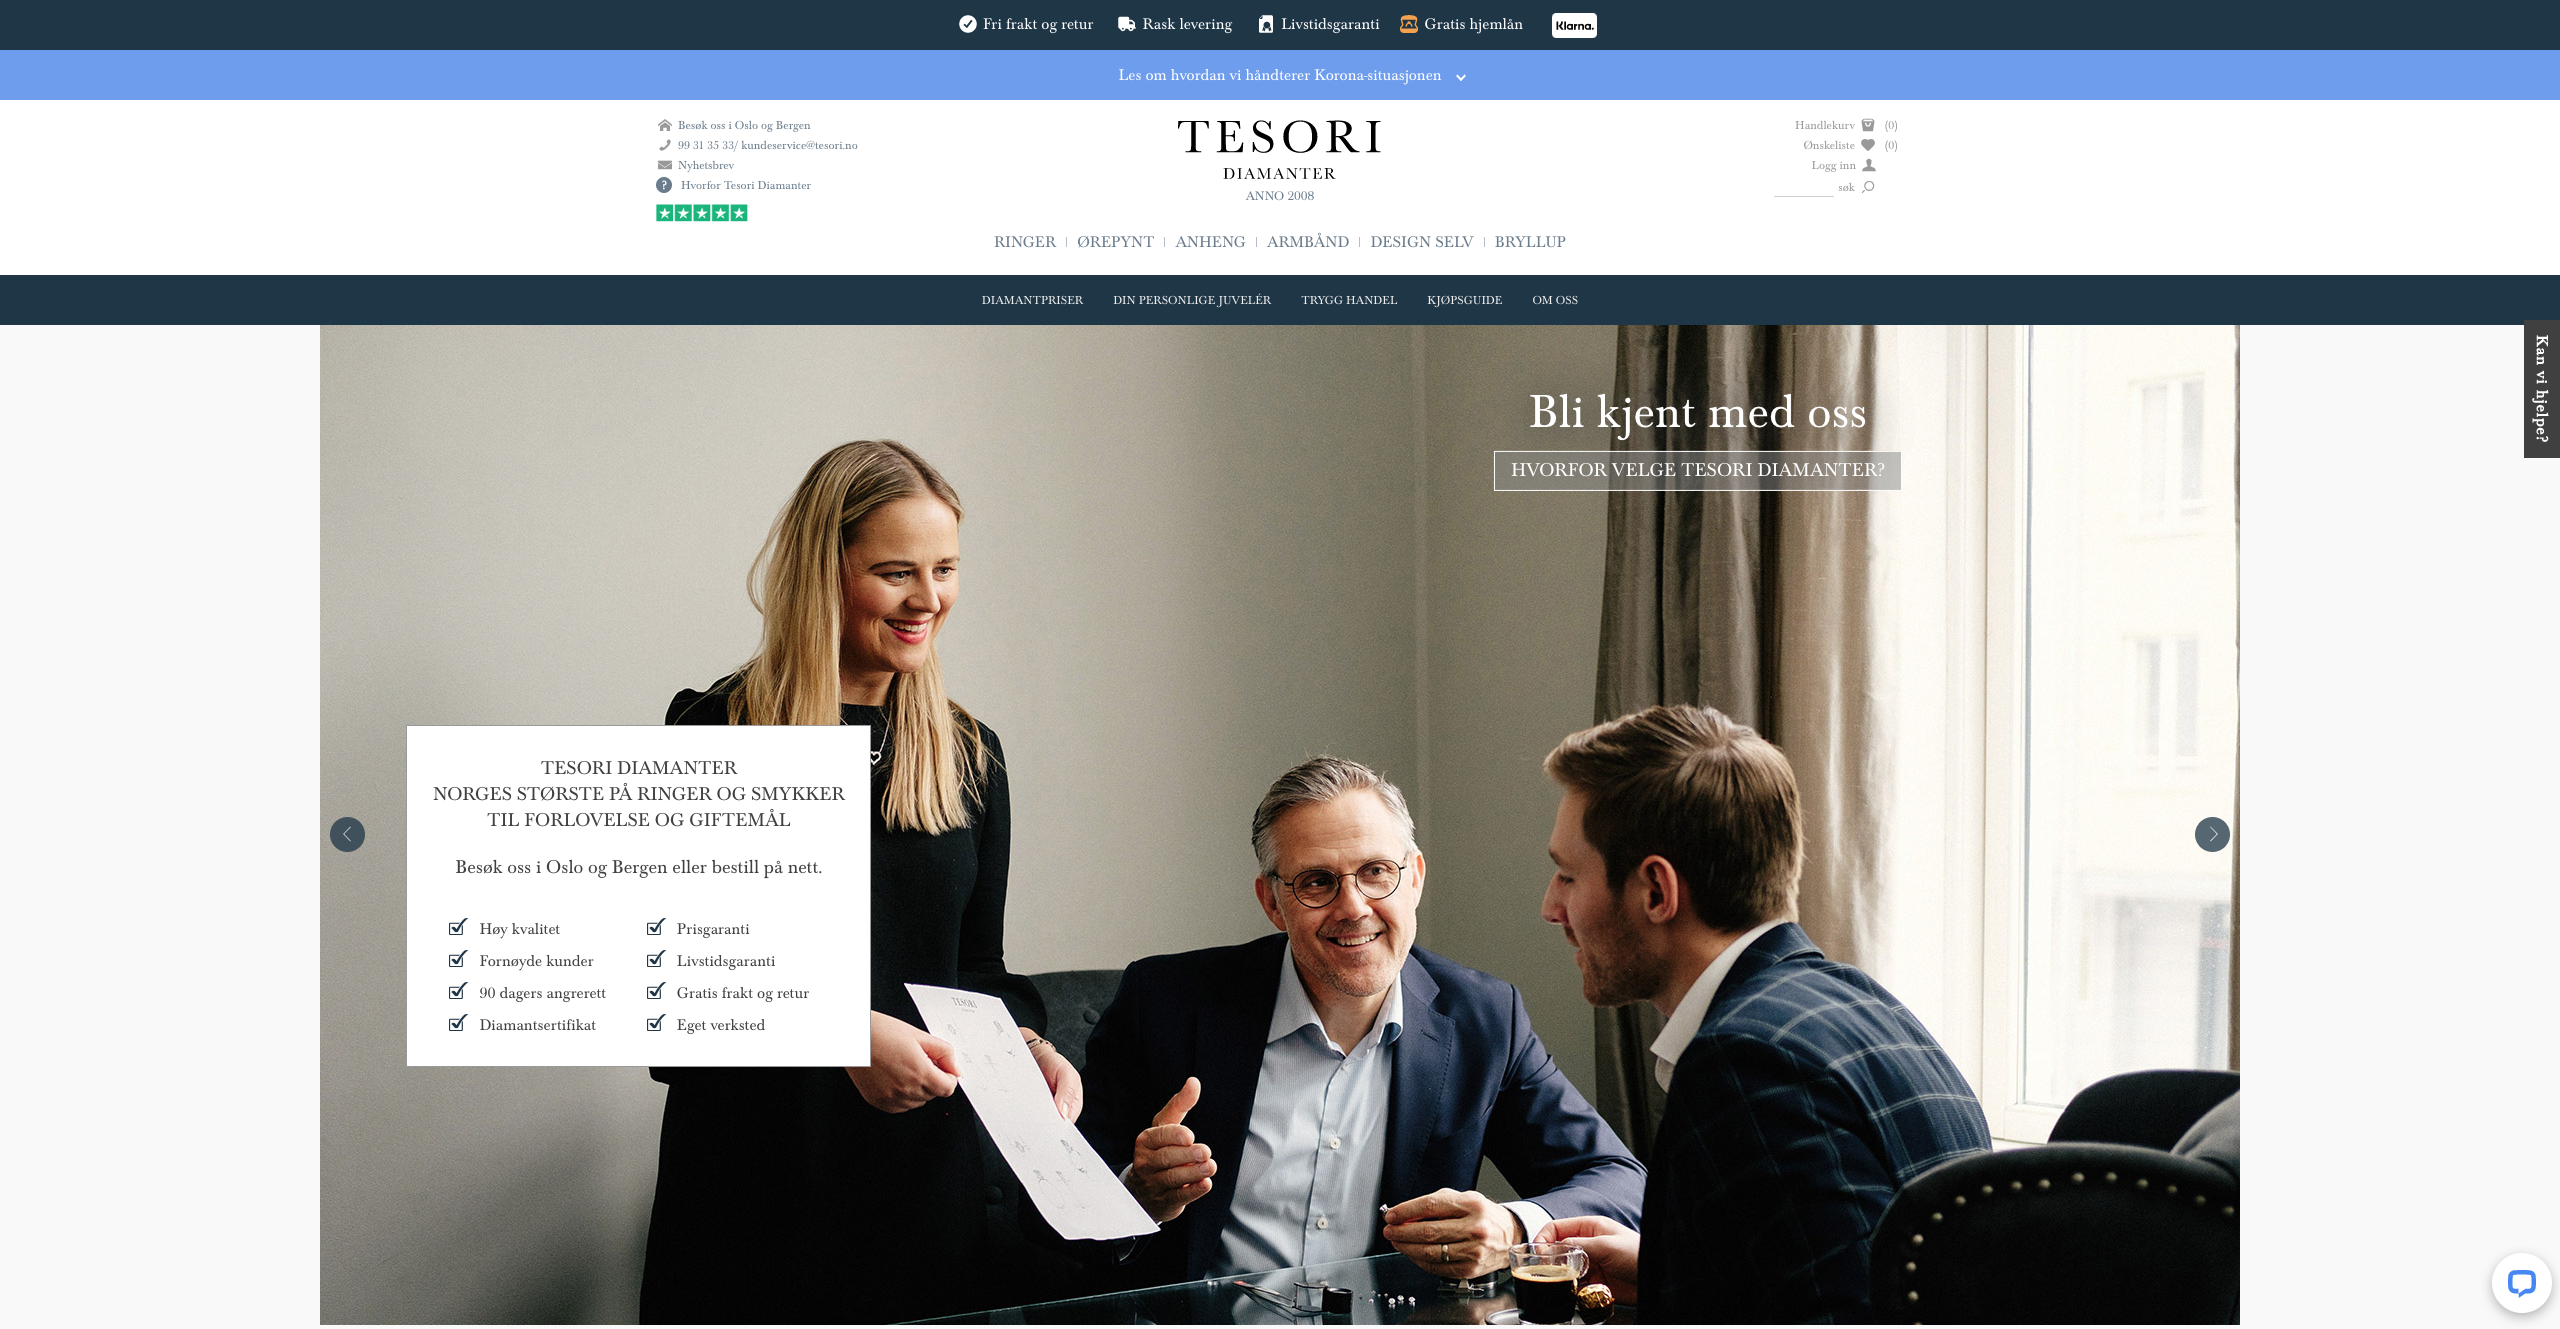 Fri frakt og retur Rask levering Livstidsgaranti Gratis hjemlån Klarna.
Les om hvordan vi håndterer Korona-situasjonen
Besøk oss i Oslo og Bergen
99 31 35 33/ kundeservice@tesori.no
Nyhetsbrev
? Hvorfor Tesori Diamanter
TESORI
DIAMANTER
ANNO 2008
Handlekurv (0)
Ønskeliste (0)
Logg inn
søk
RINGER ØREPYNT ANHENG ARMBÅND DESIGN SELV BRYLLUP
DIAMANTPRISER DIN PERSONLIGE JUVELÉR TRYGG HANDEL KJØPSGUIDE OM OSS
Kan vi hjelpe?
Bli kjent med oss
HVORFOR VELGE TESORI DIAMANTER?
TESORI DIAMANTER
NORGES STØRSTE PÅ RINGER OG SMYKKER
TIL FORLOVELSE OG GIFTEMÅL
Besøk oss i Oslo og Bergen eller bestill på nett.
Høy kvalitet Prisgaranti
Fornøyde kunder Livstidsgaranti
90 dagers angrerett Gratis frakt og retur
Diamantsertifikat Eget verksted
TESORI